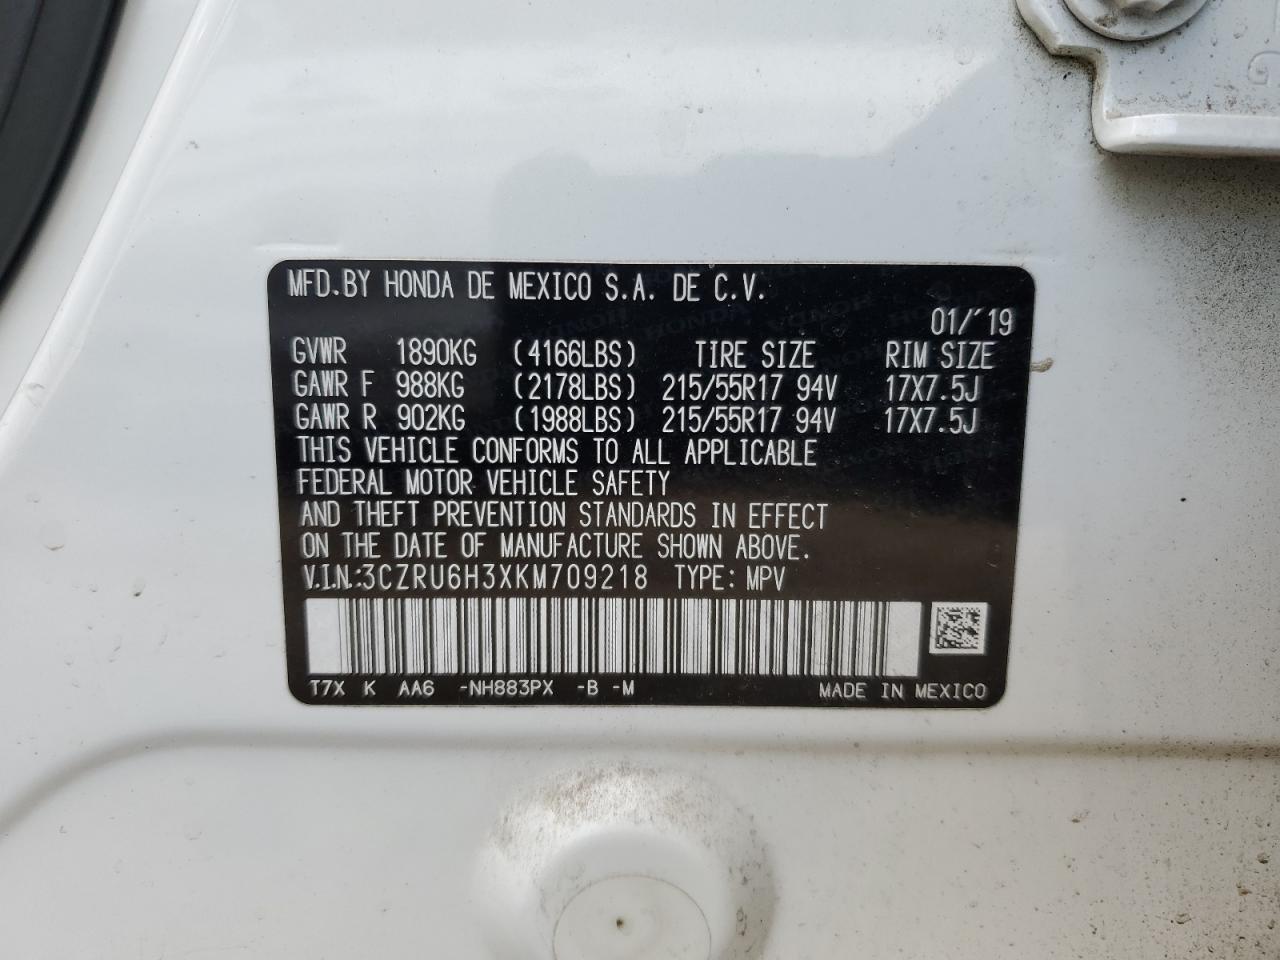 MFD.BY HONDA DE MEXICO S.A. DE C.V.
01/'19
GVWR 1890KG (4166LBS) TIRE SIZE RIM SIZE
GAWR F 988KG (2178LBS) 215/55R17 94V 17X7.5J
GAWR R 902KG (1988LBS) 215/55R17 94V 17X7.5J
THIS VEHICLE CONFORMS TO ALL APPLICABLE
FEDERAL MOTOR VEHICLE SAFETY
AND THEFT PREVENTION STANDARDS IN EFFECT
ON THE DATE OF MANUFACTURE SHOWN ABOVE.
V.I.N.:3CZRU6H3XKM709218 TYPE: MPV
T7X K AA6 -NH883PX -B -M MADE IN MEXICO